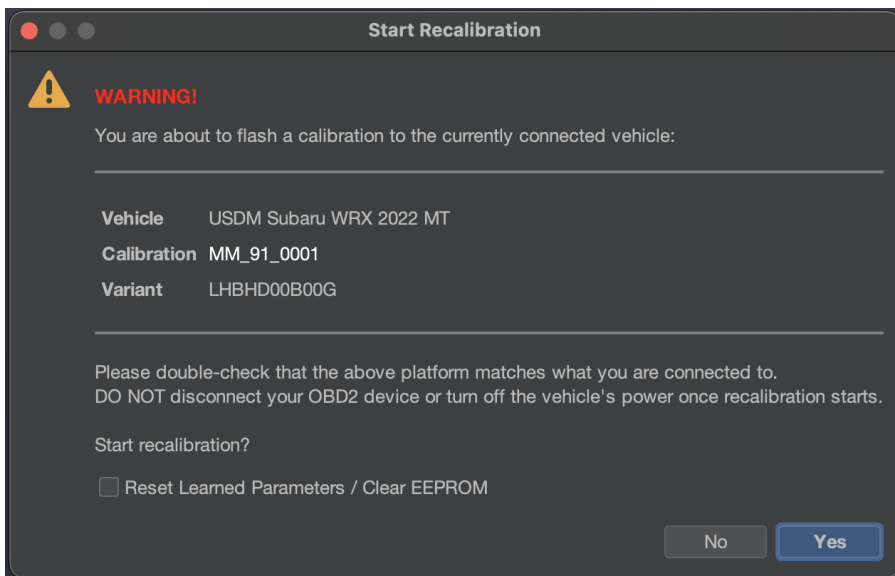 Start Recalibration
WARNING!
You are about to flash a calibration to the currently connected vehicle:
Vehicle USDM Subaru WRX 2022 MT
Calibration MM_91_0001
Variant LHBHD00B00G
Please double-check that the above platform matches what you are connected to.
DO NOT disconnect your OBD2 device or turn off the vehicle's power once recalibration starts.
Start recalibration?
Reset Learned Parameters / Clear EEPROM
No Yes